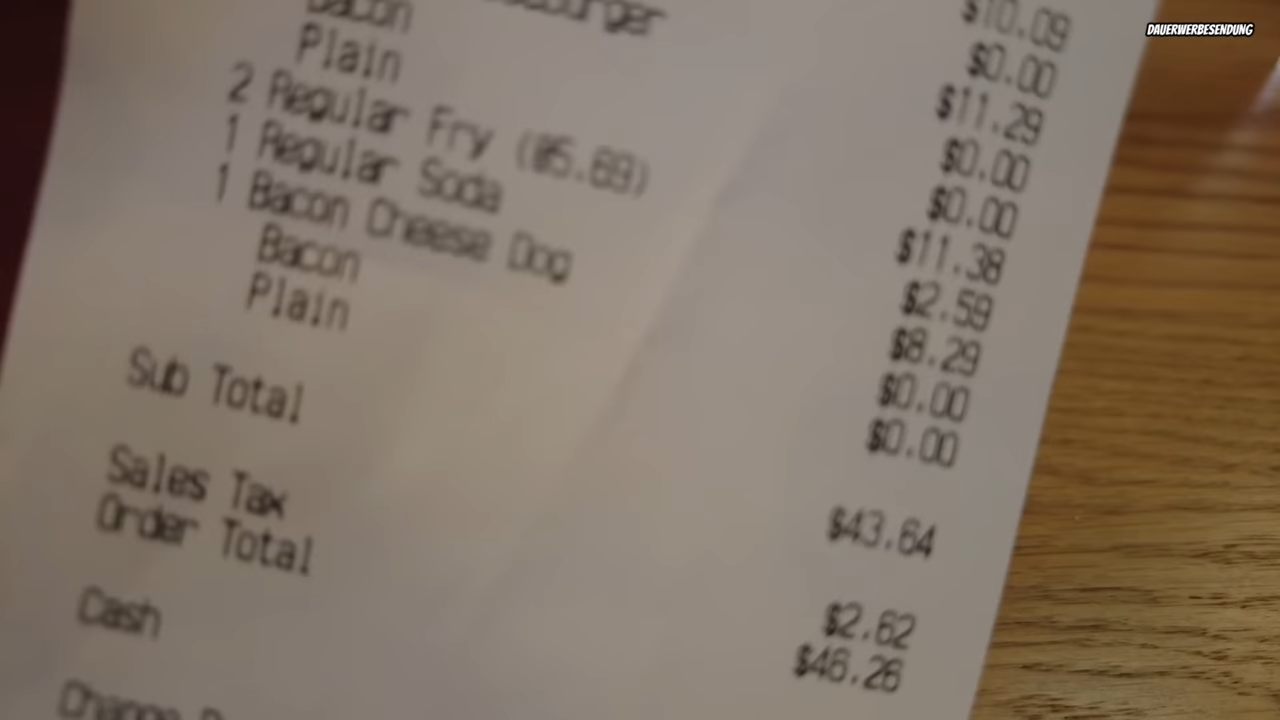 DAUERWERBESENDUNG
$10.09
$0.00
$11.29
Bacon $0.00
Plain $0.00
2 Regular Fry (@5.69) $11.38
1 Regular Soda $2.59
1 Bacon Cheese Dog $8.29
Bacon $0.00
Plain $0.00
Sub Total $43.64
Sales Tax $2.62
Order Total $46.26
Cash
Change